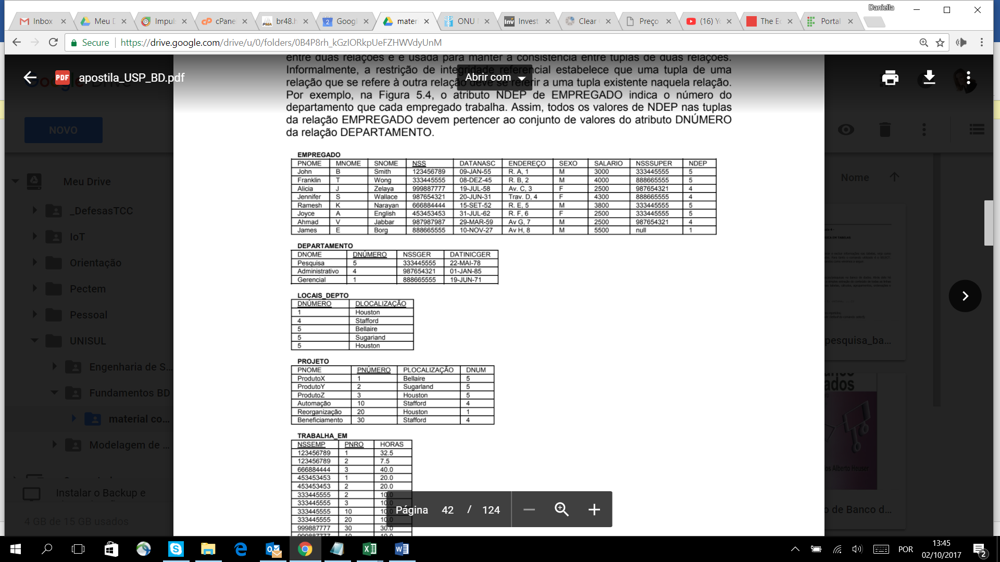 Daniella
Inbox
Meu D
Impul
cPane
br48.h
Googl
mater
ONU
Invest
Clear
Preço
(16) Y
The Ec
Portal
Secure https://drive.google.com/drive/u/0/folders/0B4P8rh_kGzIORkpUeFZHWVdyUnM
apostila_USP_BD.pdf
Abrir com
NOVO
Meu Drive
_DefesasTCC
IoT
Orientação
Pectem
Pessoal
UNISUL
Engenharia de S...
Fundamentos BD
material co...
Modelagem de ...
Instalar o Backup e
4 GB de 15 GB usados
entre duas relações e é usada para manter a consistência entre tuplas de duas relações.
Informalmente, a restrição de integridade referencial estabelece que uma tupla de uma
relação que se refere à outra relação deve se referir a uma tupla existente naquela relação.
Por exemplo, na Figura 5.4, o atributo NDEP de EMPREGADO indica o número do
departamento que cada empregado trabalha. Assim, todos os valores de NDEP nas tuplas
da relação EMPREGADO devem pertencer ao conjunto de valores do atributo DNÚMERO
da relação DEPARTAMENTO.
EMPREGADO
PNOME MNOME SNOME NSS DATANASC ENDEREÇO SEXO SALARIO NSSSUPER NDEP
John B Smith 123456789 09-JAN-55 R. A, 1 M 3000 333445555 5
Franklin T Wong 333445555 08-DEZ-45 R. B, 2 M 4000 888665555 5
Alicia J Zelaya 999887777 19-JUL-58 Av. C, 3 F 2500 987654321 4
Jennifer S Wallace 987654321 20-JUN-31 Trav. D, 4 F 4300 888665555 4
Ramesh K Narayan 666884444 15-SET-52 R. E, 5 M 3800 333445555 5
Joyce A English 453453453 31-JUL-62 R. F, 6 F 2500 333445555 5
Ahmad V Jabbar 987987987 29-MAR-59 Av G, 7 M 2500 987654321 4
James E Borg 888665555 10-NOV-27 Av H, 8 M 5500 null 1
DEPARTAMENTO
DNOME DNÚMERO NSSGER DATINICGER
Pesquisa 5 333445555 22-MAI-78
Administrativo 4 987654321 01-JAN-85
Gerencial 1 888665555 19-JUN-71
LOCAIS_DEPTO
DNÚMERO DLOCALIZAÇÃO
1 Houston
4 Stafford
5 Bellaire
5 Sugariand
5 Houston
PROJETO
PNOME PNÚMERO PLOCALIZAÇÃO DNUM
ProdutoX 1 Bellaire 5
ProdutoY 2 Sugarland 5
ProdutoZ 3 Houston 5
Automação 10 Stafford 4
Reorganização 20 Houston 1
Beneficiamento 30 Stafford 4
TRABALHA_EM
NSSEMP PNRO HORAS
123456789 1 32.5
123456789 2 7.5
666884444 3 40.0
453453453 1 20.0
453453453 2 20.0
333445555 2 10.0
333445555 3 10.0
333445555 10 10.0
333445555 20 10.0
999887777 30 30.0
999887777 10 10.0
Página 42 / 124
Nome
pesquisa_ba...
os Alberto Heuser
o de Banco d...
POR
13:45
02/10/2017
2